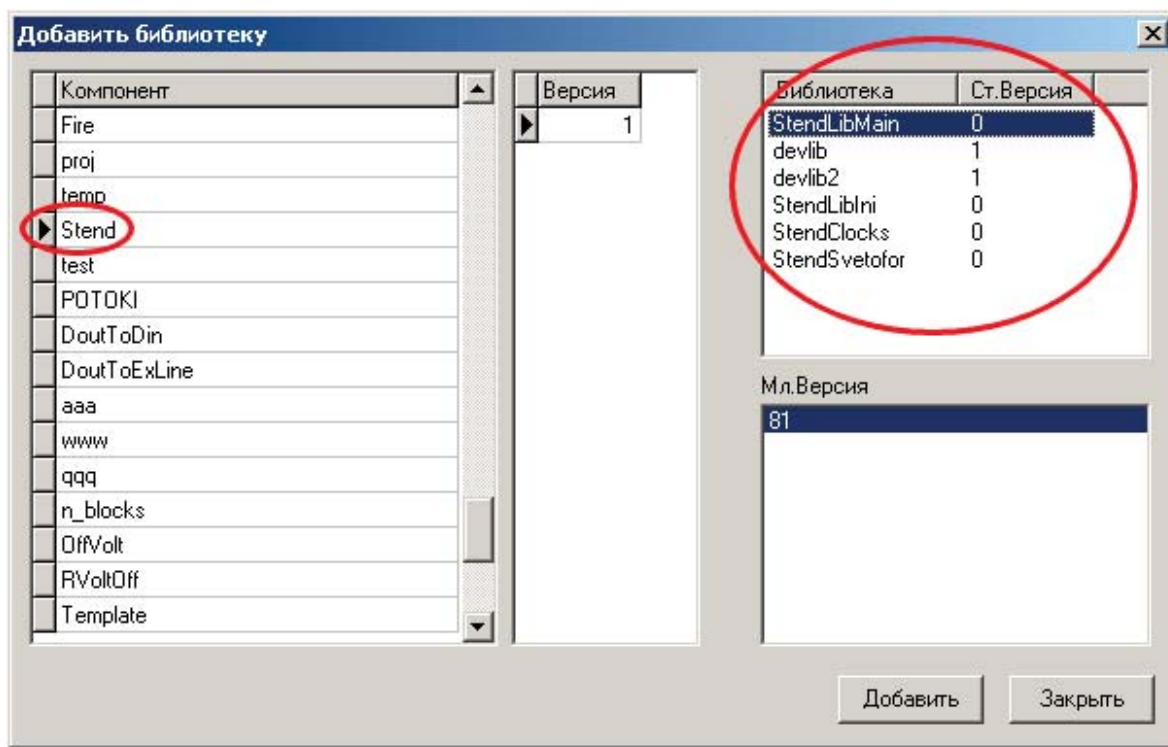 Добавить библиотеку
Компонент
Fire
proj
temp
Stend
test
POTOKI
DoutToDin
DoutToExLine
aaa
www
qqq
n_blocks
OffVolt
RVoltOff
Template
Версия
1
Библиотека Ст.Версия
StendLibMain 0
devlib 1
devlib2 1
StendLibIni 0
StendClocks 0
StendSvetofor 0
Мл.Версия
81
Добавить Закрыть